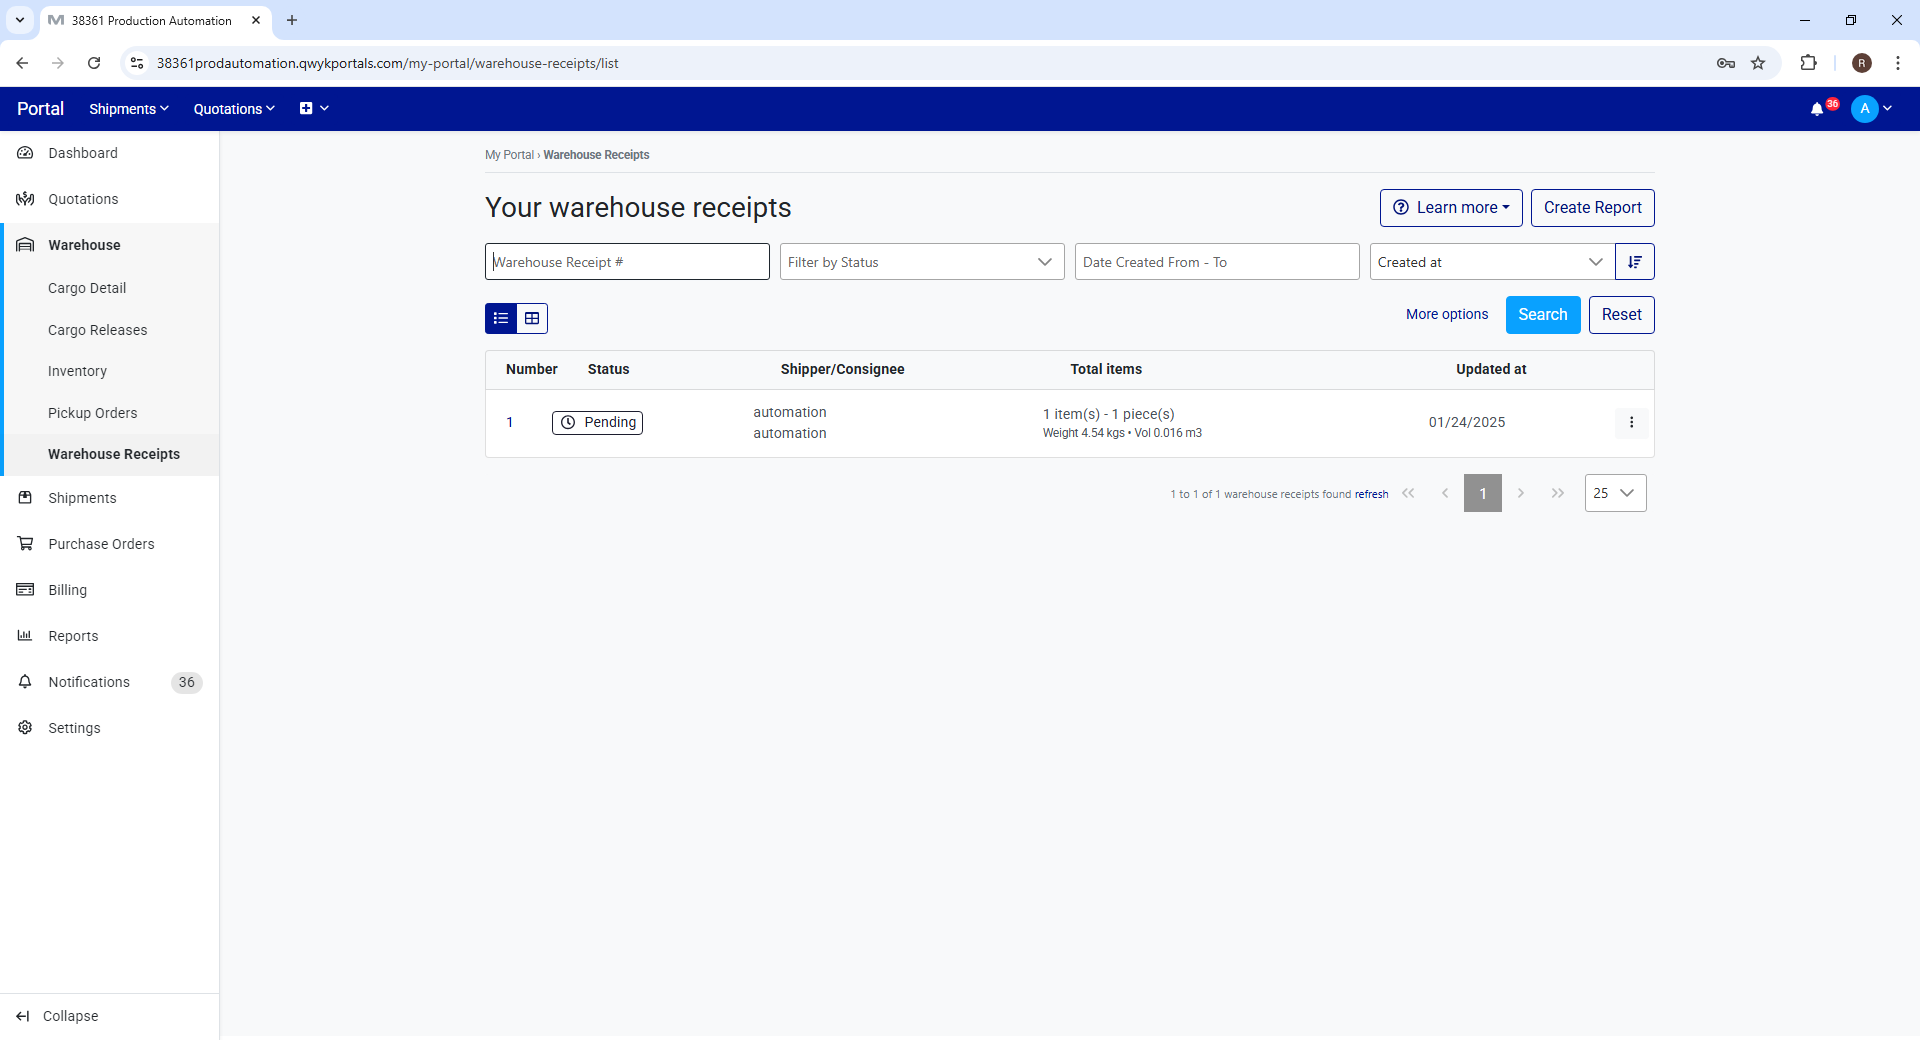 38361 Production Automation
38361prodautomation.qwykportals.com/my-portal/warehouse-receipts/list
R
Portal
Shipments
Quotations
36
A
Dashboard
Quotations
Warehouse
Cargo Detail
Cargo Releases
Inventory
Pickup Orders
Warehouse Receipts
Shipments
Purchase Orders
Billing
Reports
Notifications 36
Settings
Collapse
My Portal › Warehouse Receipts
Your warehouse receipts
Learn more
Create Report
Warehouse Receipt #
Filter by Status
Date Created From - To
Created at
More options
Search
Reset
Number Status Shipper/Consignee Total items Updated at
1 Pending automation 1 item(s) - 1 piece(s) 01/24/2025
automation Weight 4.54 kgs • Vol 0.016 m3
1 to 1 of 1 warehouse receipts found refresh 1 25